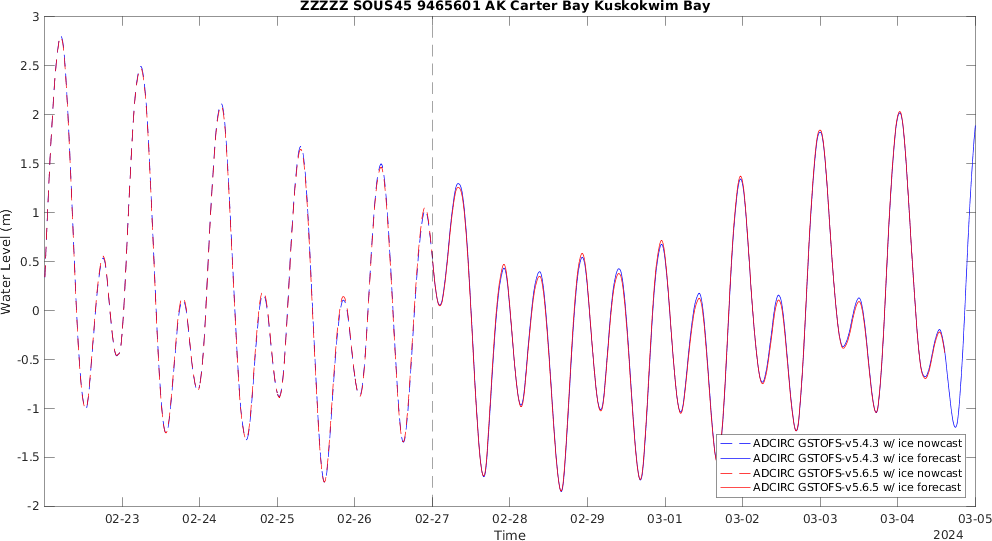 ZZZZZ SOUS45 9465601 AK Carter Bay Kuskokwim Bay
3
2.5
2
1.5
1
0.5
0
-0.5
-1
-1.5
-2
Water Level (m)
ADCIRC GSTOFS-v5.4.3 w/ ice nowcast
ADCIRC GSTOFS-v5.4.3 w/ ice forecast
ADCIRC GSTOFS-v5.6.5 w/ ice nowcast
ADCIRC GSTOFS-v5.6.5 w/ ice forecast
02-23 02-24 02-25 02-26 02-27 02-28 02-29 03-01 03-02 03-03 03-04 03-05
Time
2024